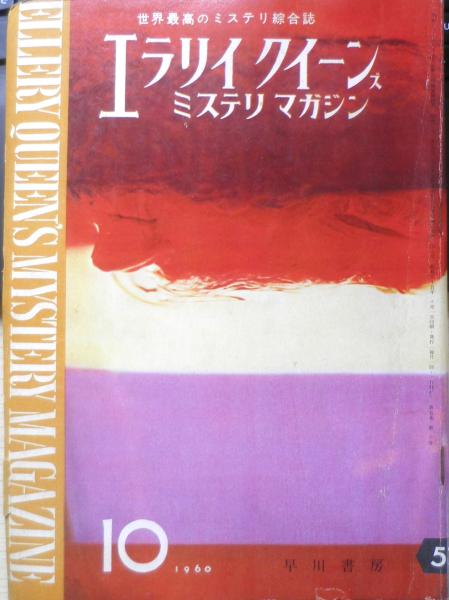 世界最高のミステリ綜合誌
エラリイクイーンズ
ミステリ マガジン
ELLERY QUEEN'S MYSTERY MAGAZINE
10
1960
早川書房